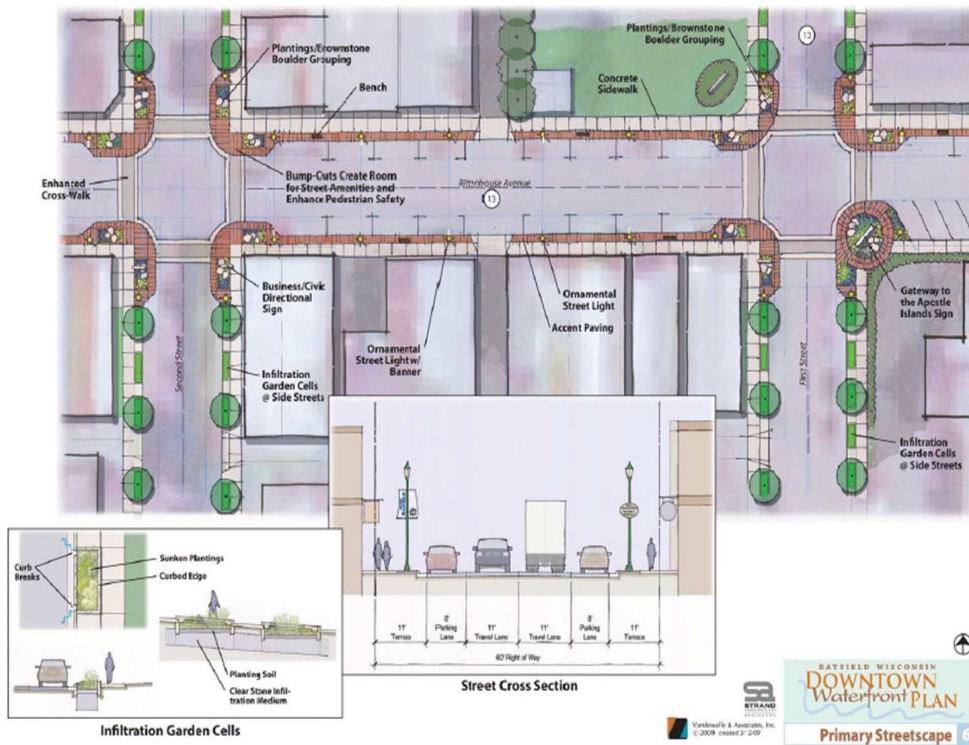 Plantings/Brownstone
Boulder Grouping
Bench
Plantings/Brownstone
Boulder Grouping
13
Concrete
Sidewalk
Enhanced
Cross-Walk
Bump-Outs Create Room
for Street Amenities and
Enhance Pedestrian Safety
Rittenhouse Avenue
13
Business/Civic
Directional
Sign
Ornamental
Street Light
Accent Paving
Gateway to
the Apostle
Islands Sign
Ornamental
Street Light w/
Banner
Second Street
First Street
Infiltration
Garden Cells
@ Side Streets
Infiltration
Garden Cells
@ Side Streets
Curb
Breaks
Sunken Plantings
Curbed Edge
Planting Soil
Clear Stone Infil-
tration Medium
Infiltration Garden Cells
11'
Terrace
8'
Parking
Lane
11'
Travel Lane
11'
Travel Lane
8'
Parking
Lane
11'
Terrace
60' Right of Way
Street Cross Section
STRAND
Vandewalle & Associates, Inc.
© 2009
BAYFIELD WISCONSIN
DOWNTOWN
Waterfront PLAN
Primary Streetscape 6